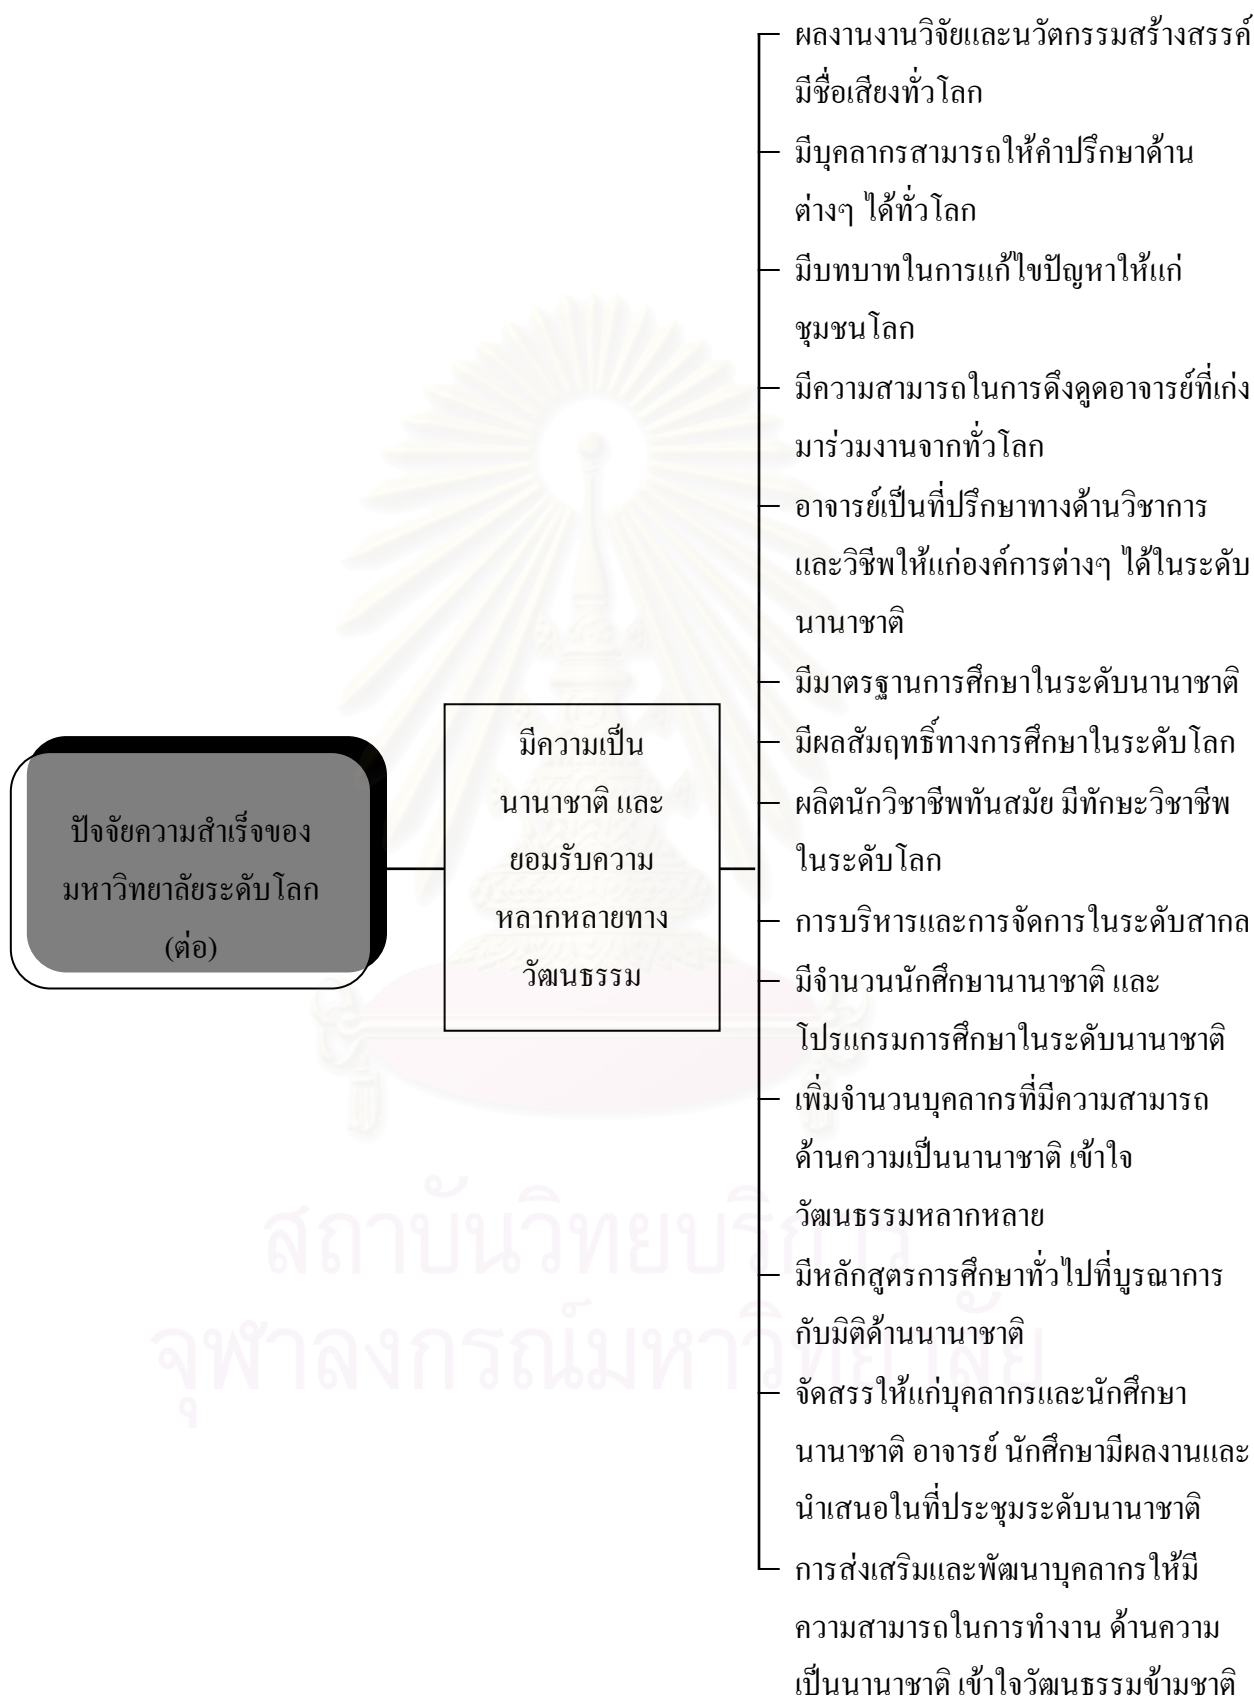 ปัจจัยความสำเร็จของ
มหาวิทยาลัยระดับโลก
(ต่อ)
มีความเป็น
นานาชาติ และ
ยอมรับความ
หลากหลายทาง
วัฒนธรรม
ผลงานงานวิจัยและนวัตกรรมสร้างสรรค์
มีชื่อเสียงทั่วโลก
มีบุคลากรสามารถให้คำปรึกษาด้าน
ต่างๆ ได้ทั่วโลก
มีบทบาทในการแก้ไขปัญหาให้แก่
ชุมชนโลก
มีความสามารถในการดึงดูดอาจารย์ที่เก่ง
มาร่วมงานจากทั่วโลก
อาจารย์เป็นที่ปรึกษาทางด้านวิชาการ
และวิชีพให้แก่องค์การต่างๆ ได้ในระดับ
นานาชาติ
มีมาตรฐานการศึกษาในระดับนานาชาติ
มีผลสัมฤทธิ์ทางการศึกษาในระดับโลก
ผลิตนักวิชาชีพทันสมัย มีทักษะวิชาชีพ
ในระดับโลก
การบริหารและการจัดการในระดับสากล
มีจำนวนนักศึกษานานาชาติ และ
โปรแกรมการศึกษาในระดับนานาชาติ
เพิ่มจำนวนบุคลากรที่มีความสามารถ
ด้านความเป็นนานาชาติ เข้าใจ
วัฒนธรรมหลากหลาย
มีหลักสูตรการศึกษาทั่วไปที่บูรณาการ
กับมิติด้านนานาชาติ
จัดสรรให้แก่บุคลากรและนักศึกษา
นานาชาติ อาจารย์ นักศึกษามีผลงานและ
นำเสนอในที่ประชุมระดับนานาชาติ
การส่งเสริมและพัฒนาบุคลากรให้มี
ความสามารถในการทำงาน ด้านความ
เป็นนานาชาติ เข้าใจวัฒนธรรมข้ามชาติ
สถาบันวิทยบริการ
จุฬาลงกรณ์มหาวิทยาลัย